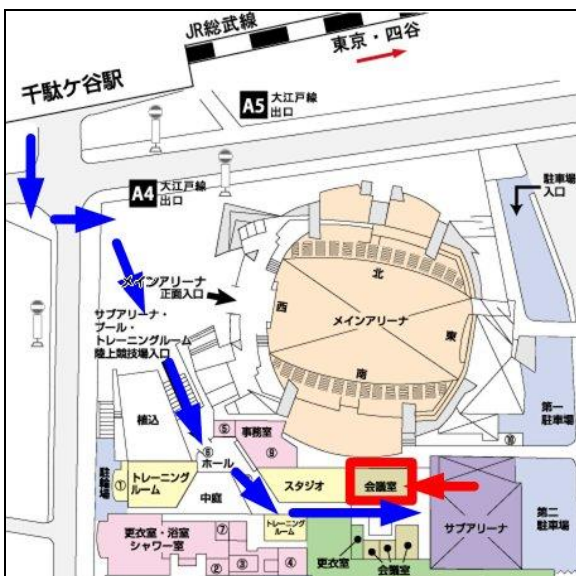 JR総武線
東京・四谷
千駄ケ谷駅
A5 大江戸線
出口
A4 大江戸線
出口
駐車場
入口
メインアリーナ
正面入口
北
西
メインアリーナ
東
南
サブアリーナ・
プール・
トレーニングルーム
陸上競技場入口
植込
⑤
事務室
⑥
⑨
ホール
⑩
第一
駐車場
駐輪場
①
トレーニング
ルーム
中庭
スタジオ
会議室
トレーニング
ルーム
サブアリーナ
第二
駐車場
更衣室・浴室
シャワー室
⑦
②
③
④
更衣室
会議室